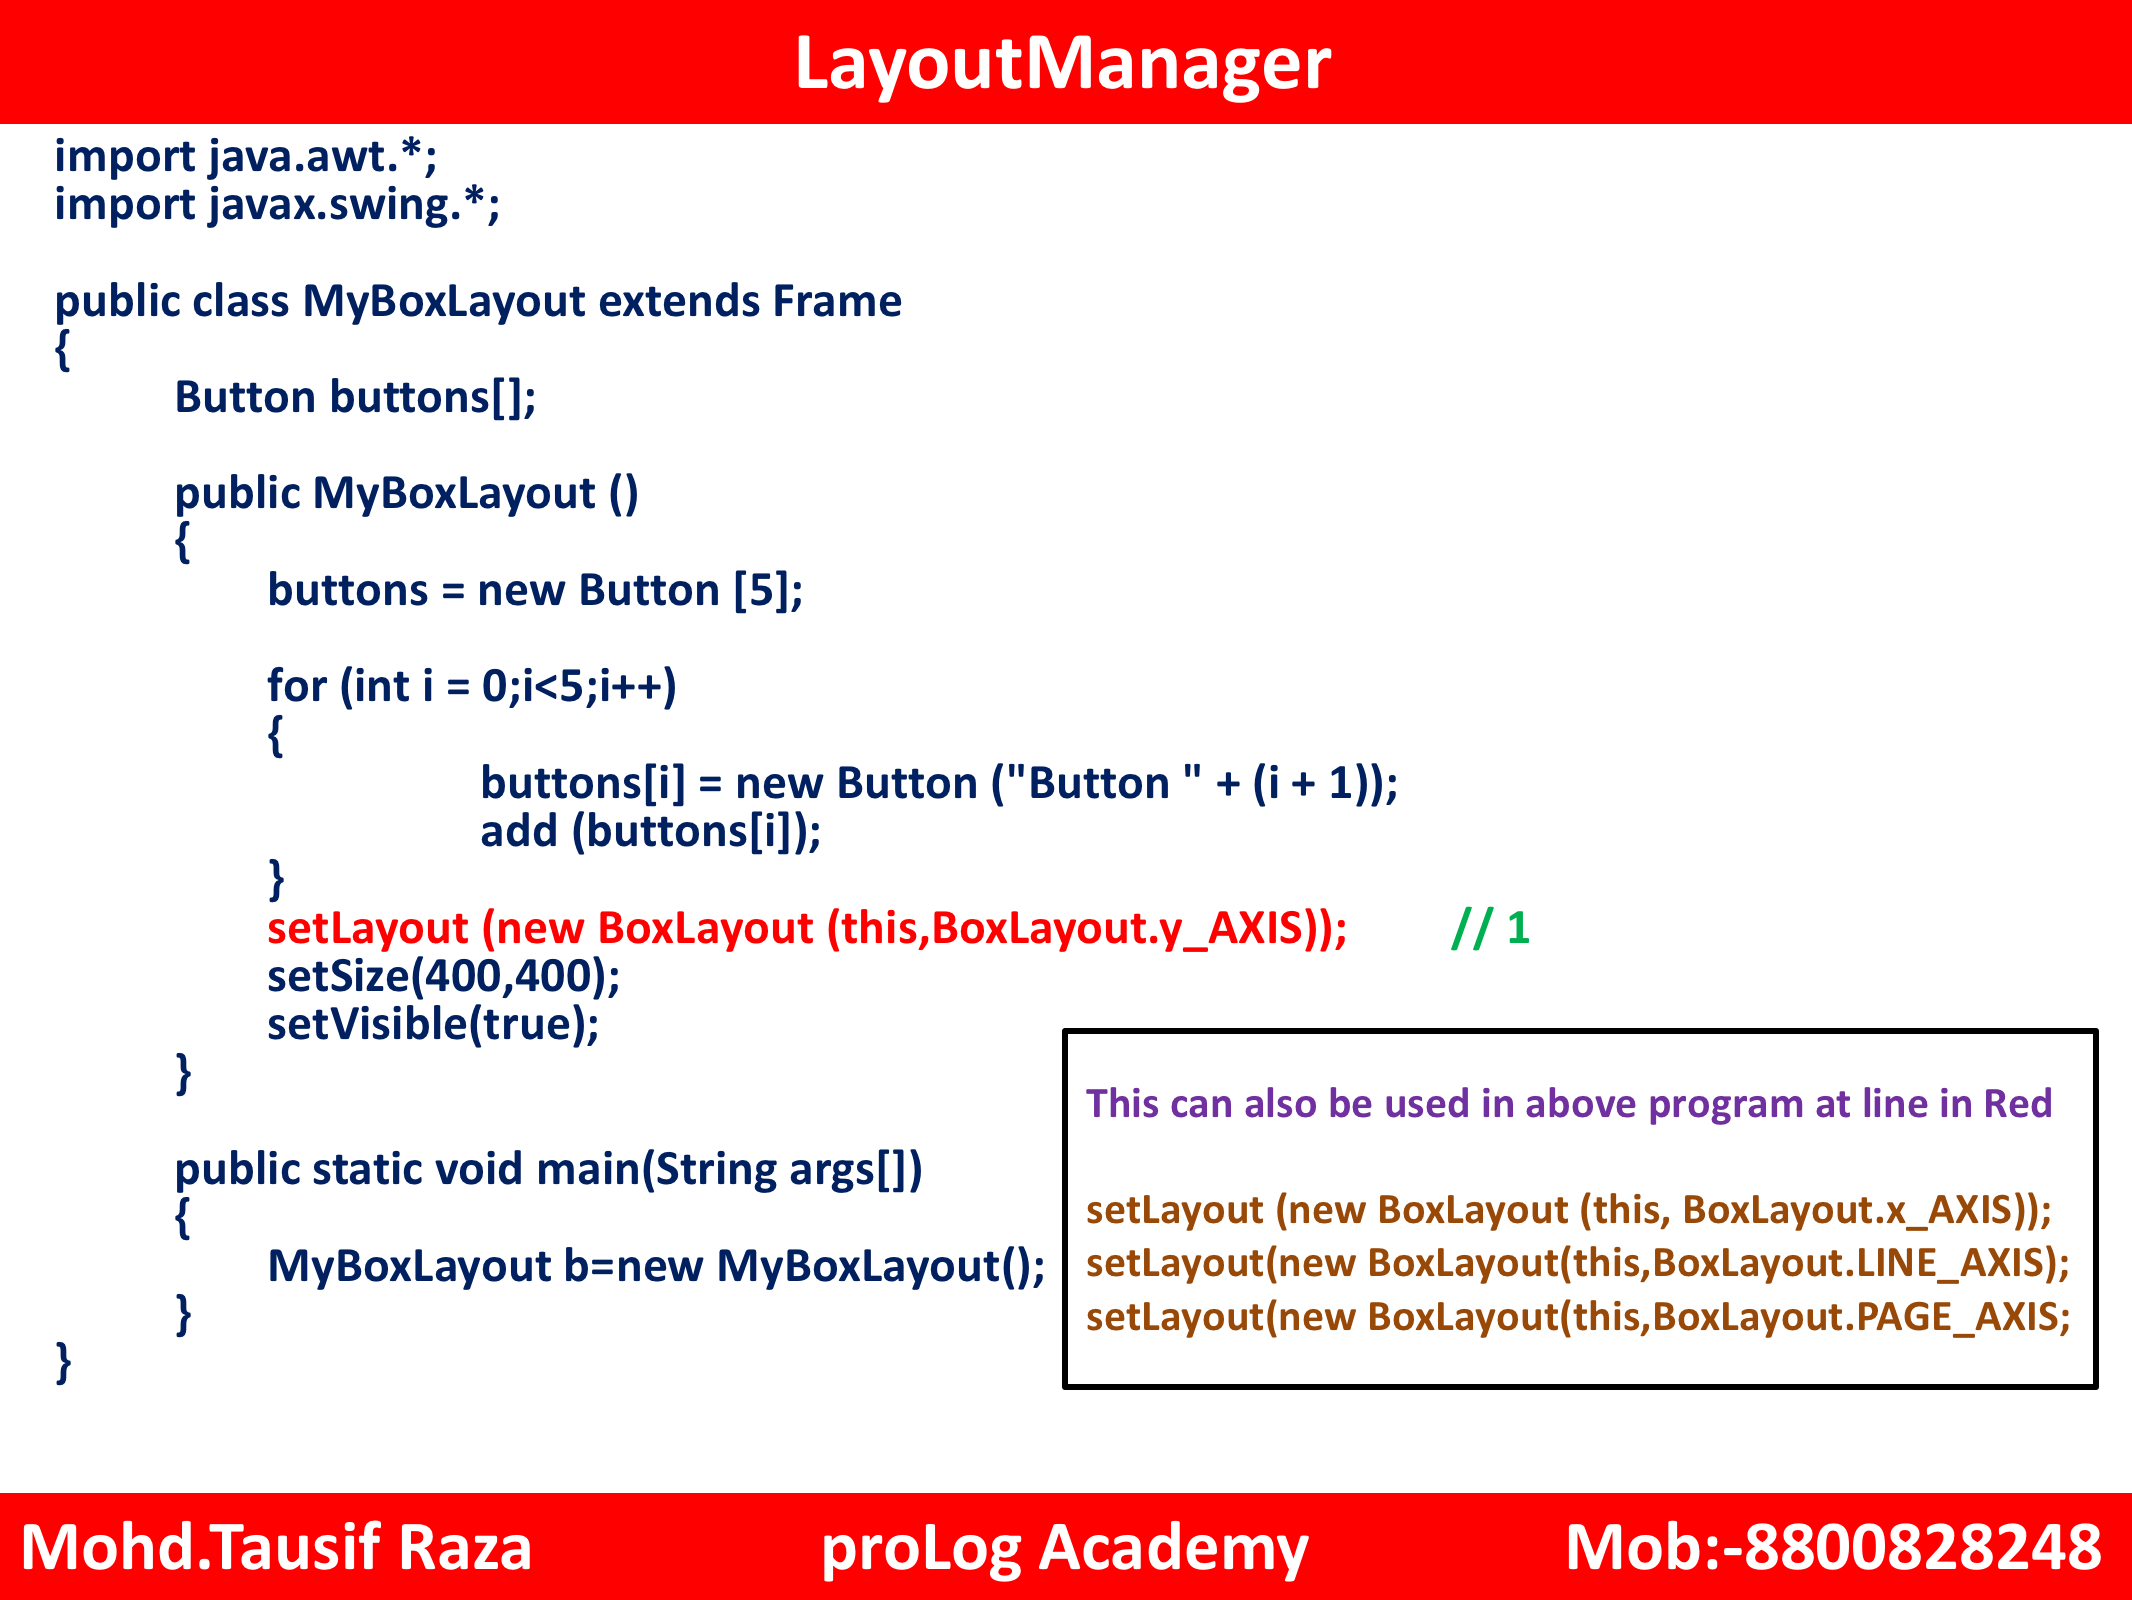 LayoutManager
import java.awt.*;
import javax.swing.*;
public class MyBoxLayout extends Frame
{
Button buttons[];
public MyBoxLayout ()
{
buttons = new Button [5];
for (int i = 0;i<5;i++)
{
buttons[i] = new Button ("Button " + (i + 1));
add (buttons[i]);
}
setLayout (new BoxLayout (this,BoxLayout.y_AXIS)); // 1
setSize(400,400);
setVisible(true);
}
public static void main(String args[])
{
MyBoxLayout b=new MyBoxLayout();
}
}
This can also be used in above program at line in Red
setLayout (new BoxLayout (this, BoxLayout.x_AXIS));
setLayout(new BoxLayout(this,BoxLayout.LINE_AXIS);
setLayout(new BoxLayout(this,BoxLayout.PAGE_AXIS;
Mohd.Tausif Raza proLog Academy Mob:-8800828248